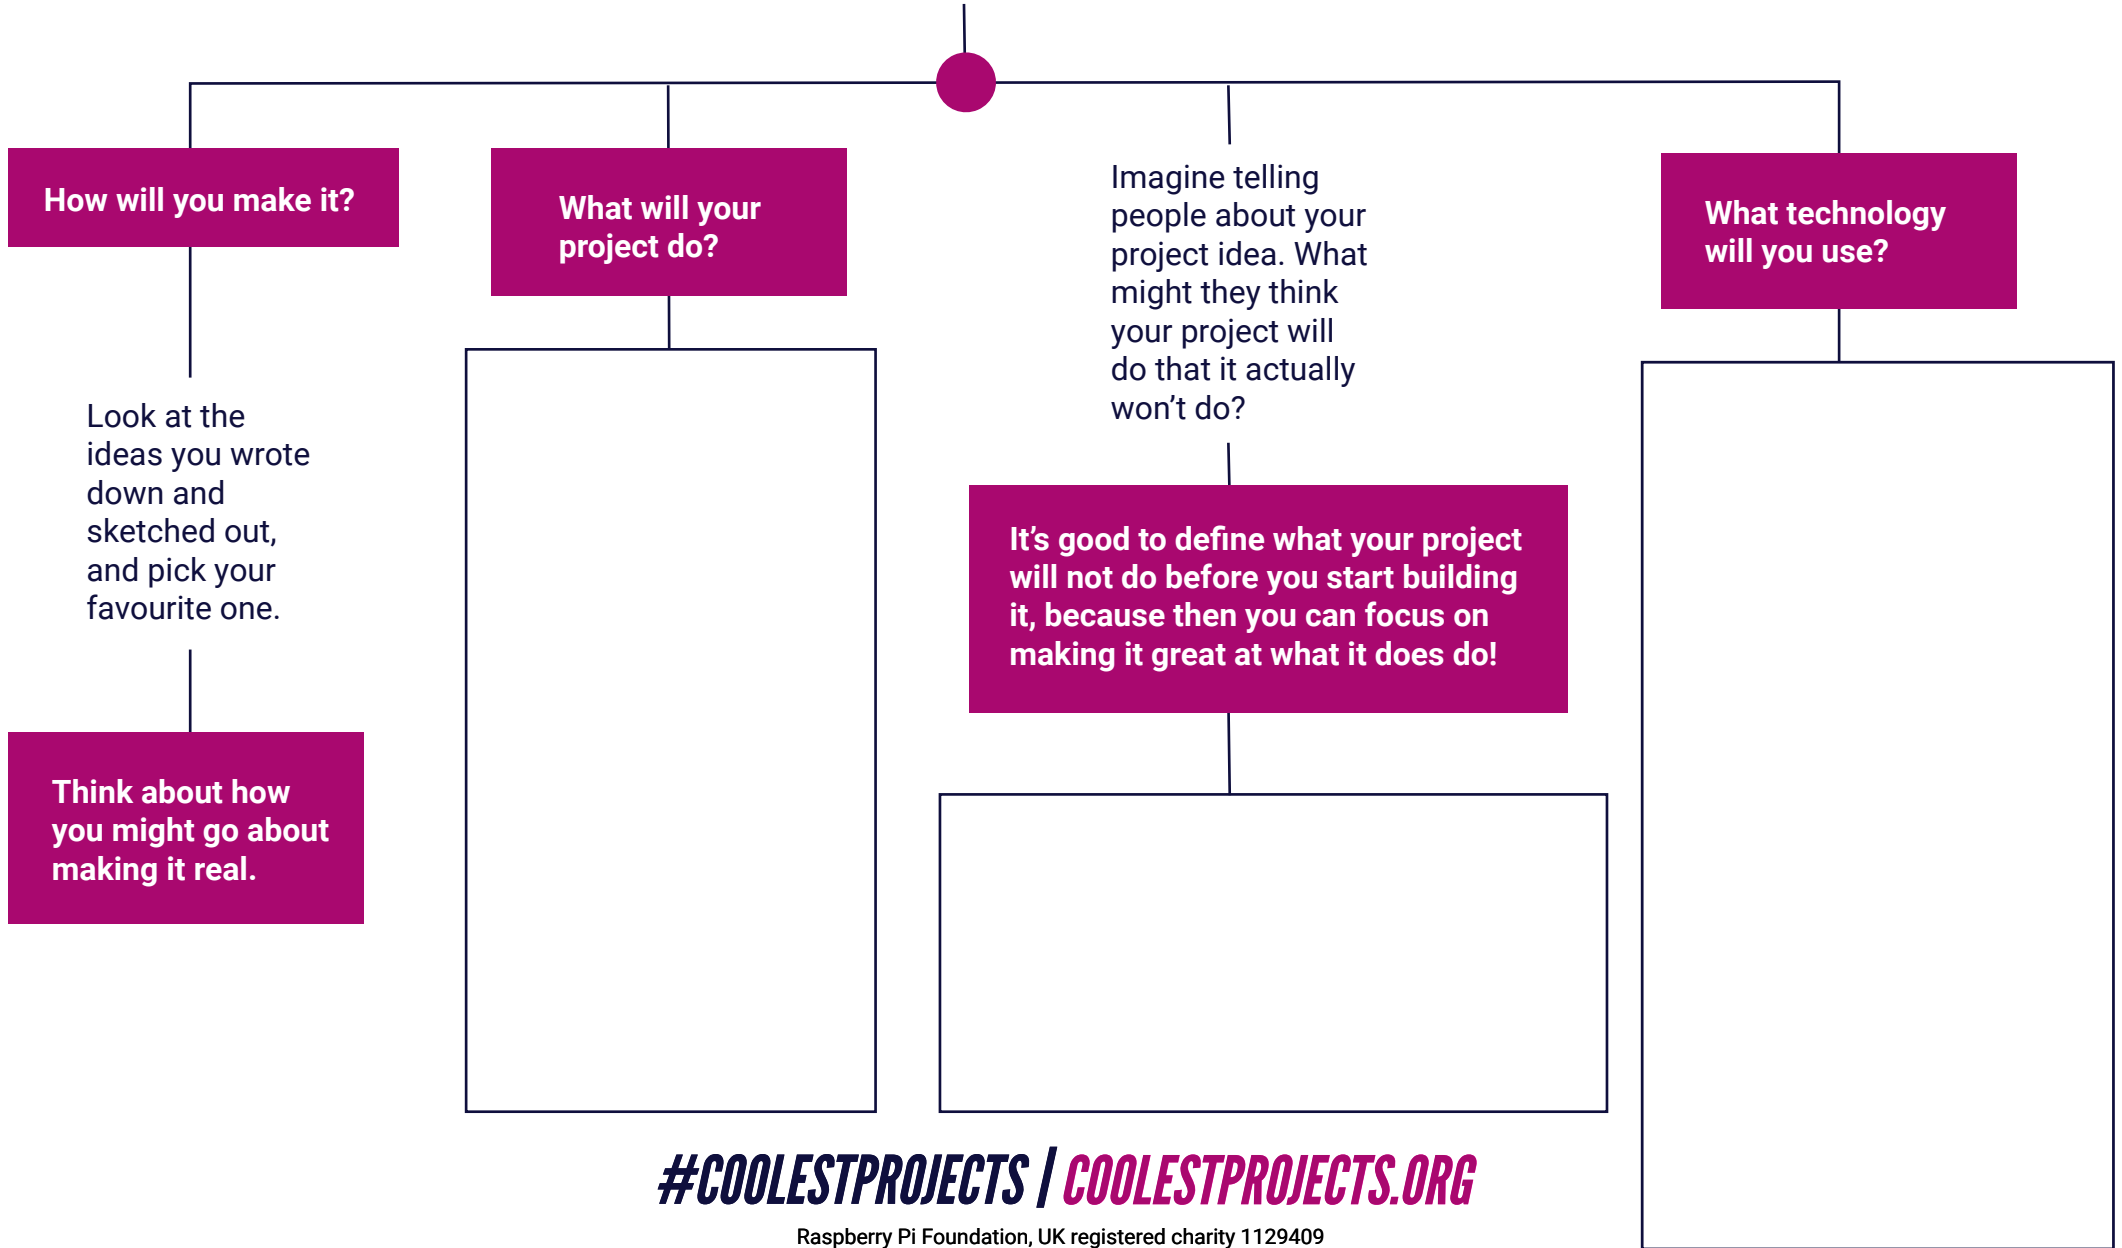 How will you make it?
Look at the
ideas you wrote
down and
sketched out,
and pick your
favourite one.
Think about how
you might go about
making it real.
What will your
project do?
Imagine telling
people about your
project idea. What
might they think
your project will
do that it actually
won’t do?
It’s good to define what your project
will not do before you start building
it, because then you can focus on
making it great at what it does do!
What technology
will you use?
#COOLESTPROJECTS | COOLESTPROJECTS.ORG
Raspberry Pi Foundation, UK registered charity 1129409